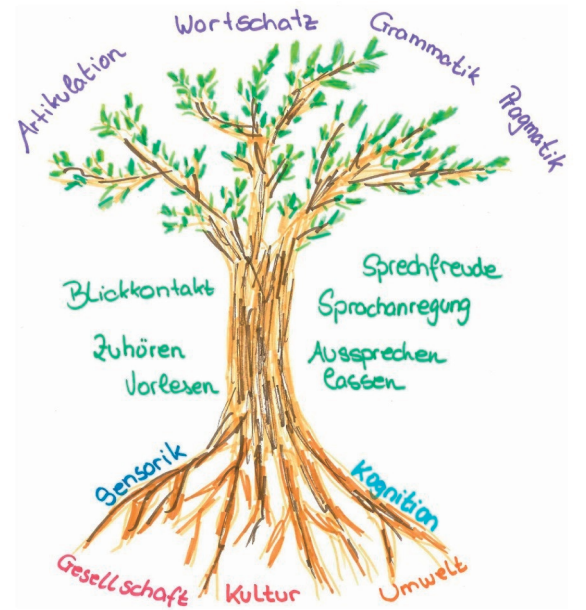 Wortschatz
Grammatik
Artikulation
Pragmatik
Blickkontakt
Sprechfreude
Sprachanregung
Zuhören
Vorlesen
Aussprechen
lassen
Sensorik
Kognition
Gesellschaft
Kultur
Umwelt